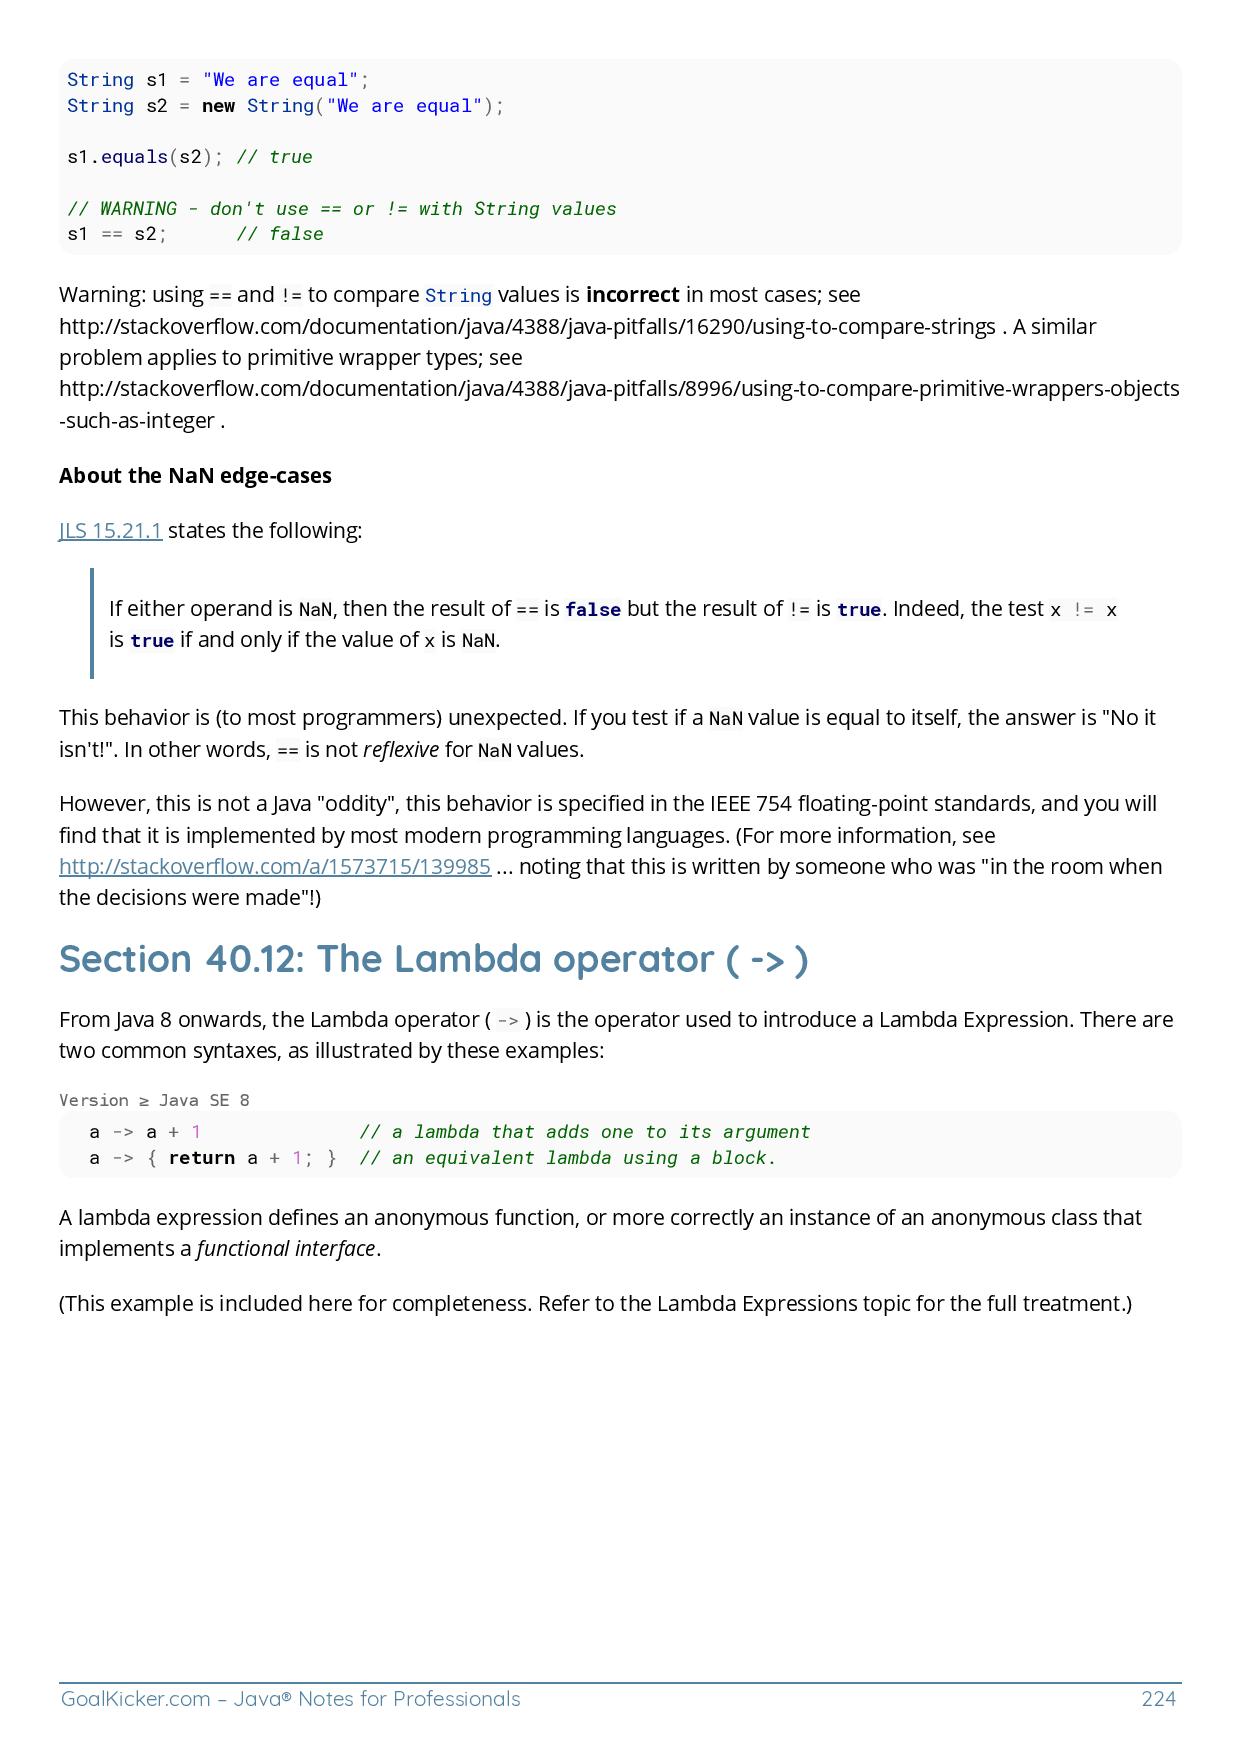 String s1 = "We are equal";
String s2 = new String("We are equal");
s1.equals(s2); // true
// WARNING - don't use == or != with String values
s1 == s2;      // false
Warning: using == and != to compare String values is incorrect in most cases; see
http://stackoverflow.com/documentation/java/4388/java-pitfalls/16290/using-to-compare-strings . A similar
problem applies to primitive wrapper types; see
http://stackoverflow.com/documentation/java/4388/java-pitfalls/8996/using-to-compare-primitive-wrappers-objects
-such-as-integer .
About the NaN edge-cases
JLS 15.21.1 states the following:
If either operand is NaN, then the result of == is false but the result of != is true. Indeed, the test x != x
is true if and only if the value of x is NaN.
This behavior is (to most programmers) unexpected. If you test if a NaN value is equal to itself, the answer is "No it
isn't!". In other words, == is not reflexive for NaN values.
However, this is not a Java "oddity", this behavior is specified in the IEEE 754 floating-point standards, and you will
find that it is implemented by most modern programming languages. (For more information, see
http://stackoverflow.com/a/1573715/139985 ... noting that this is written by someone who was "in the room when
the decisions were made"!)
Section 40.12: The Lambda operator ( -> )
From Java 8 onwards, the Lambda operator ( -> ) is the operator used to introduce a Lambda Expression. There are
two common syntaxes, as illustrated by these examples:
Version ≥ Java SE 8
a -> a + 1              // a lambda that adds one to its argument
a -> { return a + 1; }  // an equivalent lambda using a block.
A lambda expression defines an anonymous function, or more correctly an instance of an anonymous class that
implements a functional interface.
(This example is included here for completeness. Refer to the Lambda Expressions topic for the full treatment.)
GoalKicker.com – Java® Notes for Professionals 224